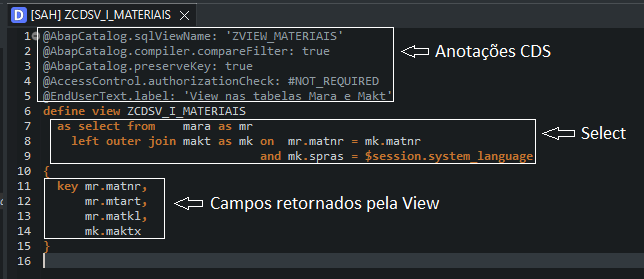 D [SAH] ZCDSV_I_MATERIAIS
1 @AbapCatalog.sqlViewName: 'ZVIEW_MATERIAIS'
2 @AbapCatalog.compiler.compareFilter: true
3 @AbapCatalog.preserveKey: true
4 @AccessControl.authorizationCheck: #NOT_REQUIRED
5 @EndUserText.label: 'View nas tabelas Mara e Makt'
Anotações CDS
6 define view ZCDSV_I_MATERIAIS
7 as select from mara as mr
8 left outer join makt as mk on mr.matnr = mk.matnr
9 and mk.spras = $session.system_language
Select
10 {
11 key mr.matnr,
12 mr.mtart,
13 mr.matkl,
14 mk.maktx
Campos retornados pela View
15 }
16